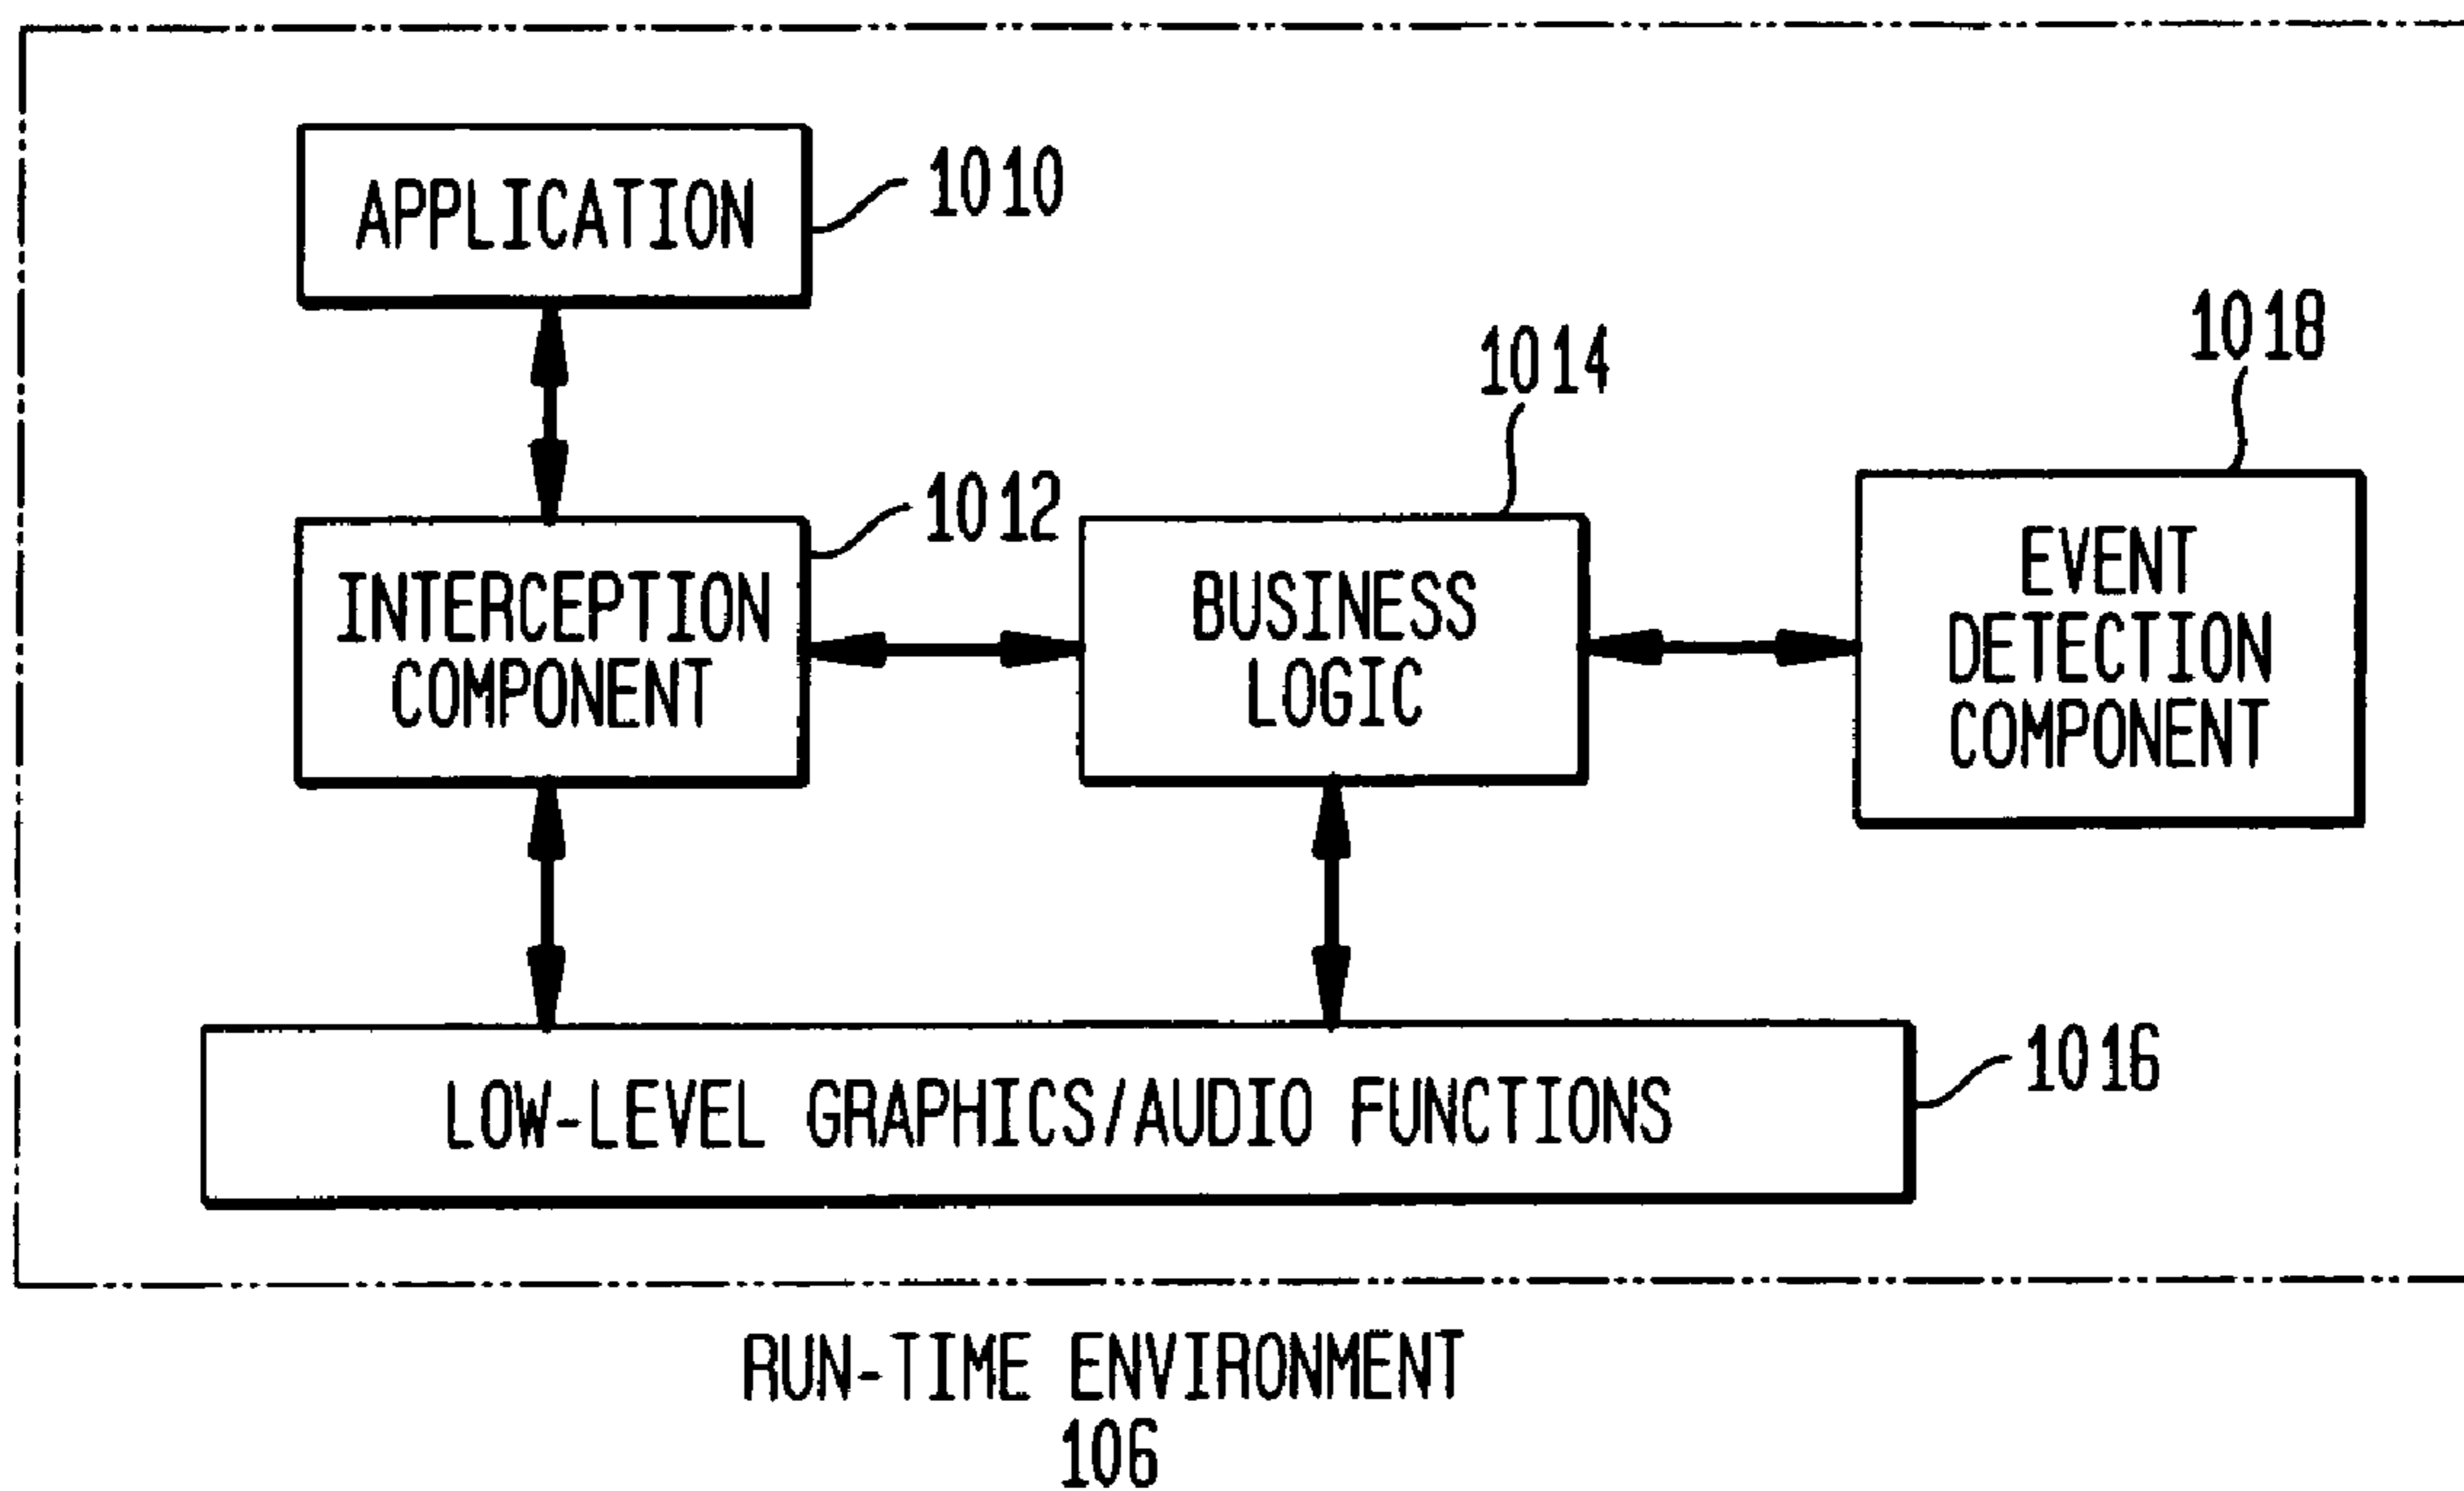 APPLICATION
1010
1018
1014
1012
INTERCEPTION
COMPONENT
BUSINESS
LOGIC
EVENT
DETECTION
COMPONENT
LOW-LEVEL GRAPHICS/AUDIO FUNCTIONS
1016
RUN-TIME ENVIRONMENT
106